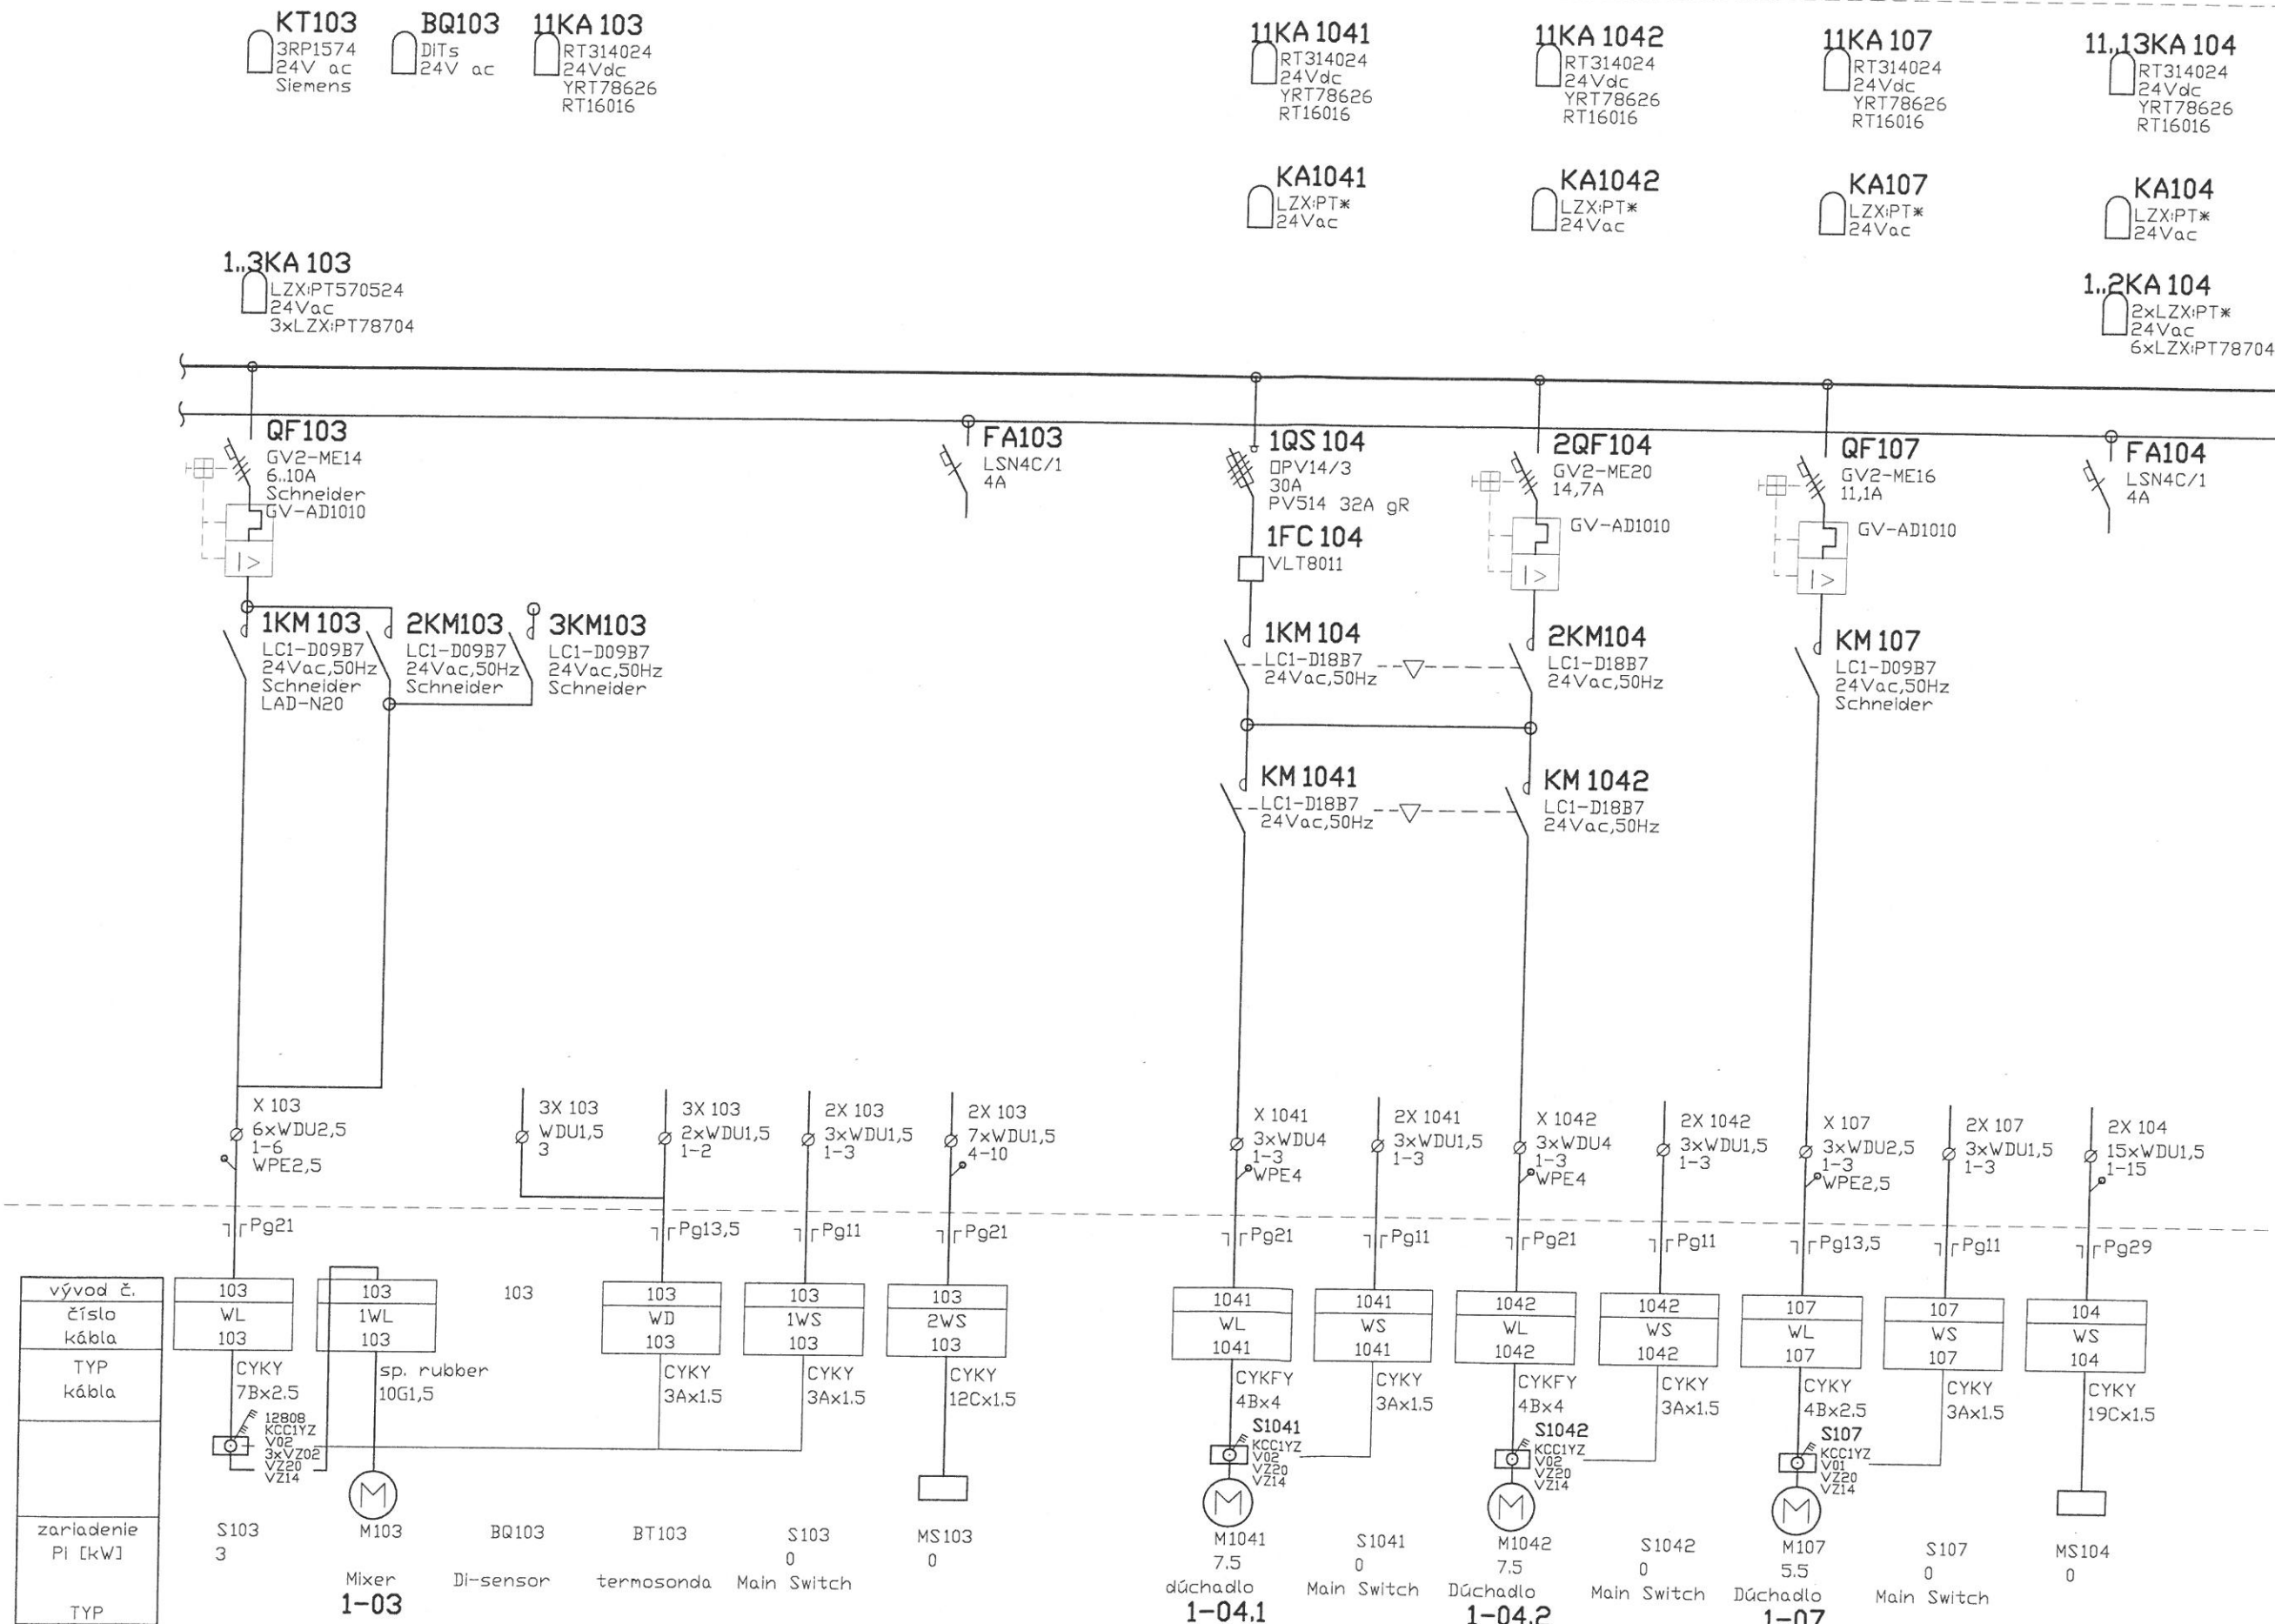 KT103
3RP1574
24V ac
Siemens
BQ103
DiTs
24V ac
11KA 103
RT314024
24Vdc
YRT78626
RT16016
11KA 1041
RT314024
24Vdc
YRT78626
RT16016
11KA 1042
RT314024
24Vdc
YRT78626
RT16016
11KA 107
RT314024
24Vdc
YRT78626
RT16016
11..13KA 104
RT314024
24Vdc
YRT78626
RT16016
KA1041
LZX:PT*
24Vac
KA1042
LZX:PT*
24Vac
KA107
LZX:PT*
24Vac
KA104
LZX:PT*
24Vac
1..3KA 103
LZX:PT570524
24Vac
3xLZX:PT78704
1..2KA 104
2xLZX:PT*
24Vac
6xLZX:PT78704
QF103
GV2-ME14
6..10A
Schneider
GV-AD1010
I>
FA103
LSN4C/1
4A
1QS 104
OPV14/3
30A
PV514 32A gR
1FC 104
VLT8011
2QF104
GV2-ME20
14,7A
GV-AD1010
I>
QF107
GV2-ME16
11,1A
GV-AD1010
I>
FA104
LSN4C/1
4A
1KM 103
LC1-D09B7
24Vac,50Hz
Schneider
LAD-N20
2KM103
LC1-D09B7
24Vac,50Hz
Schneider
3KM103
LC1-D09B7
24Vac,50Hz
Schneider
1KM 104
LC1-D18B7
24Vac,50Hz
2KM104
LC1-D18B7
24Vac,50Hz
KM 107
LC1-D09B7
24Vac,50Hz
Schneider
KM 1041
LC1-D18B7
24Vac,50Hz
KM 1042
LC1-D18B7
24Vac,50Hz
X 103
6xWDU2,5
1-6
WPE2,5
3X 103
WDU1,5
3
3X 103
2xWDU1,5
1-2
2X 103
3xWDU1,5
1-3
2X 103
7xWDU1,5
4-10
X 1041
3xWDU4
1-3
WPE4
2X 1041
3xWDU1,5
1-3
X 1042
3xWDU4
1-3
WPE4
2X 1042
3xWDU1,5
1-3
X 107
3xWDU2,5
1-3
WPE2,5
2X 107
3xWDU1,5
1-3
2X 104
15xWDU1,5
1-15
Pg21
Pg13,5
Pg11
Pg21
Pg21
Pg11
Pg21
Pg11
Pg13,5
Pg11
Pg29
vývod č.
číslo
kábla
TYP
kábla
zariadenie
Pi [kW]
TYP
103
WL
103
CYKY
7Bx2.5
12808
KCC1YZ
V02
3xVZ02
VZ20
VZ14
S103
3
103
1WL
103
sp. rubber
10G1,5
M
M103
Mixer
1-03
103
BQ103
Di-sensor
103
WD
103
CYKY
3Ax1.5
BT103
termosonda
103
1WS
103
CYKY
3Ax1.5
S103
0
Main Switch
103
2WS
103
CYKY
12Cx1.5
MS103
0
1041
WL
1041
CYKFY
4Bx4
S1041
KCC1YZ
V02
VZ20
VZ14
M
M1041
7.5
dúchadlo
1-04.1
1041
WS
1041
CYKY
3Ax1.5
S1041
0
Main Switch
1042
WL
1042
CYKFY
4Bx4
S1042
KCC1YZ
V02
VZ20
VZ14
M
M1042
7.5
Dúchadlo
1-04.2
1042
WS
1042
CYKY
3Ax1.5
S1042
0
Main Switch
107
WL
107
CYKY
4Bx2.5
S107
KCC1YZ
V01
VZ20
VZ14
M
M107
5.5
Dúchadlo
1-07
107
WS
107
CYKY
3Ax1.5
S107
0
Main Switch
104
WS
104
CYKY
19Cx1.5
MS104
0